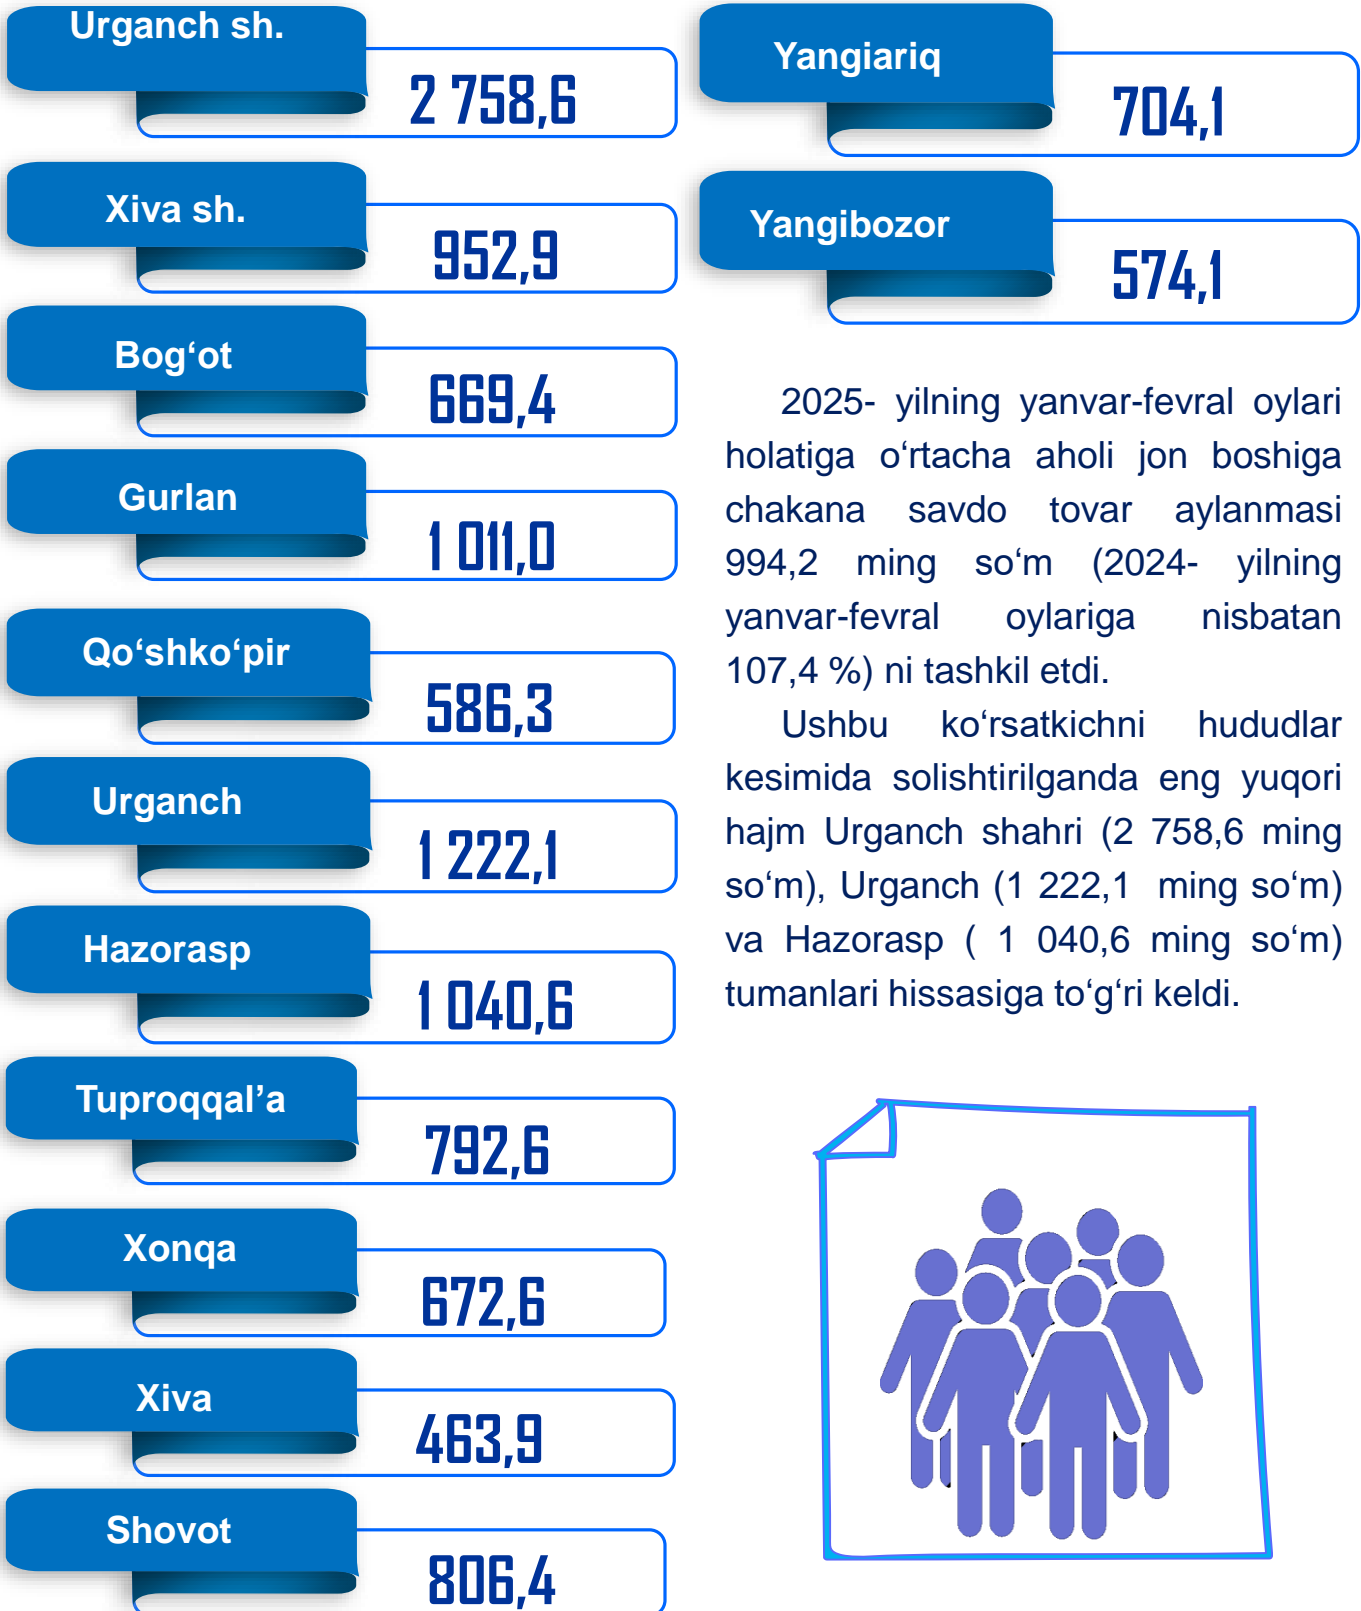 Urganch sh.
2 758,6
Xiva sh.
952,9
Bog‘ot
669,4
Gurlan
1 011,0
Qo‘shko‘pir
586,3
Urganch
1 222,1
Hazorasp
1 040,6
Tuproqqal’a
792,6
Xonqa
672,6
Xiva
463,9
Shovot
806,4
Yangiariq
704,1
Yangibozor
574,1
2025- yilning yanvar-fevral oylari
holatiga o‘rtacha aholi jon boshiga
chakana savdo tovar aylanmasi
994,2 ming so‘m (2024- yilning
yanvar-fevral oylariga nisbatan
107,4 %) ni tashkil etdi.
Ushbu ko‘rsatkichni hududlar
kesimida solishtirilganda eng yuqori
hajm Urganch shahri (2 758,6 ming
so‘m), Urganch (1 222,1 ming so‘m)
va Hazorasp ( 1 040,6 ming so‘m)
tumanlari hissasiga to‘g‘ri keldi.